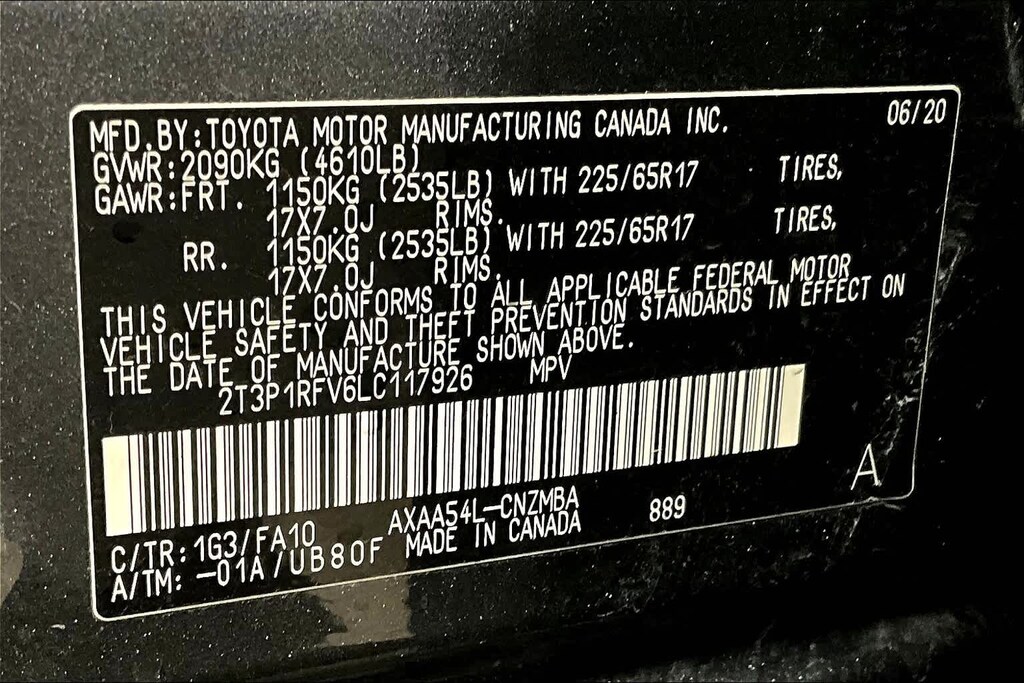 MFD.BY:TOYOTA MOTOR MANUFACTURING CANADA INC. 06/20
GVWR:2090KG (4610LB)
GAWR:FRT. 1150KG (2535LB) WITH 225/65R17 TIRES,
17X7.0J RIMS.
RR. 1150KG (2535LB) WITH 225/65R17 TIRES,
17X7.0J RIMS.
THIS VEHICLE CONFORMS TO ALL APPLICABLE FEDERAL MOTOR
VEHICLE SAFETY AND THEFT PREVENTION STANDARDS IN EFFECT ON
THE DATE OF MANUFACTURE SHOWN ABOVE.
2T3P1RFV6LC117926 MPV
A
C/TR:1G3/FA10 AXAA54L-CNZMBA 889
A/TM:-01A/UB80F MADE IN CANADA